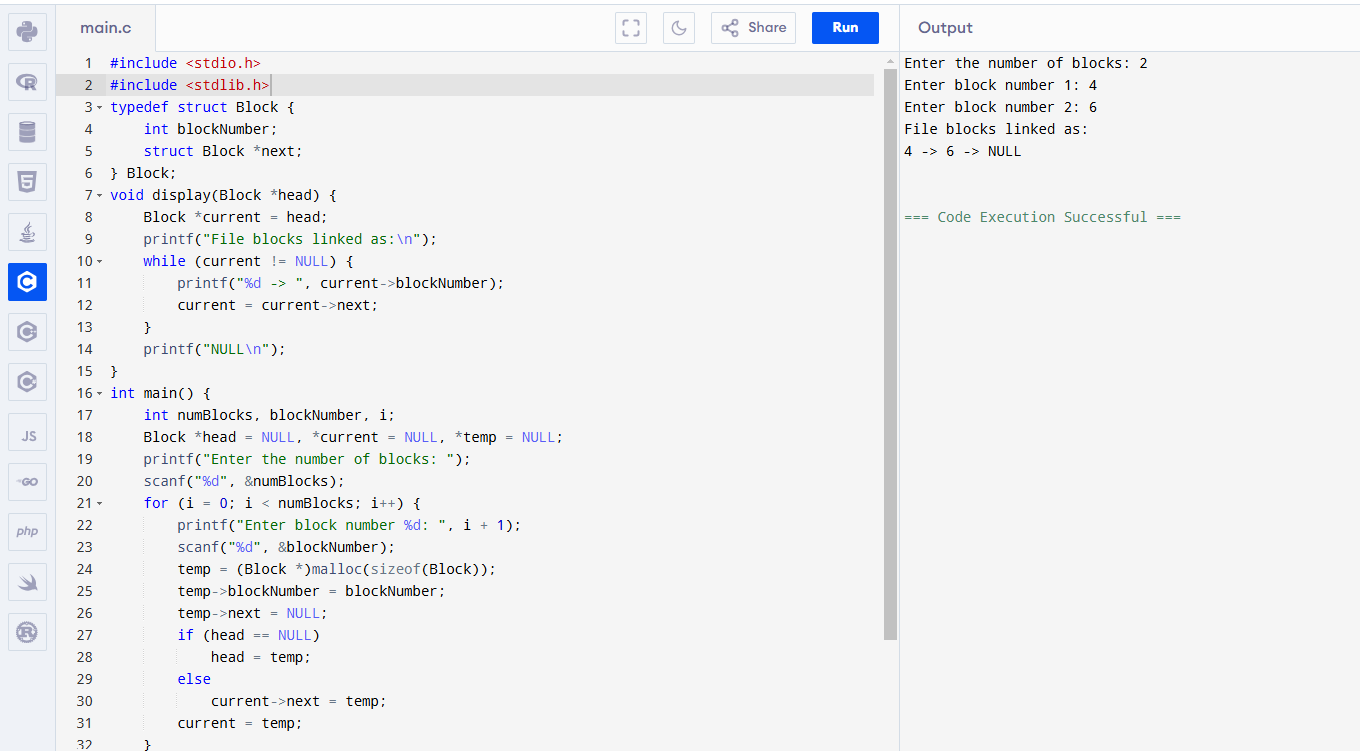 main.c
Share
Run
Output
1 #include <stdio.h>
2 #include <stdlib.h>
3 typedef struct Block {
4     int blockNumber;
5     struct Block *next;
6 } Block;
7 void display(Block *head) {
8     Block *current = head;
9     printf("File blocks linked as:\n");
10     while (current != NULL) {
11         printf("%d -> ", current->blockNumber);
12         current = current->next;
13     }
14     printf("NULL\n");
15 }
16 int main() {
17     int numBlocks, blockNumber, i;
18     Block *head = NULL, *current = NULL, *temp = NULL;
19     printf("Enter the number of blocks: ");
20     scanf("%d", &numBlocks);
21     for (i = 0; i < numBlocks; i++) {
22         printf("Enter block number %d: ", i + 1);
23         scanf("%d", &blockNumber);
24         temp = (Block *)malloc(sizeof(Block));
25         temp->blockNumber = blockNumber;
26         temp->next = NULL;
27         if (head == NULL)
28             head = temp;
29         else
30             current->next = temp;
31         current = temp;
32     }
Enter the number of blocks: 2
Enter block number 1: 4
Enter block number 2: 6
File blocks linked as:
4 -> 6 -> NULL
=== Code Execution Successful ===
R
C
C
C
JS
GO
php
R